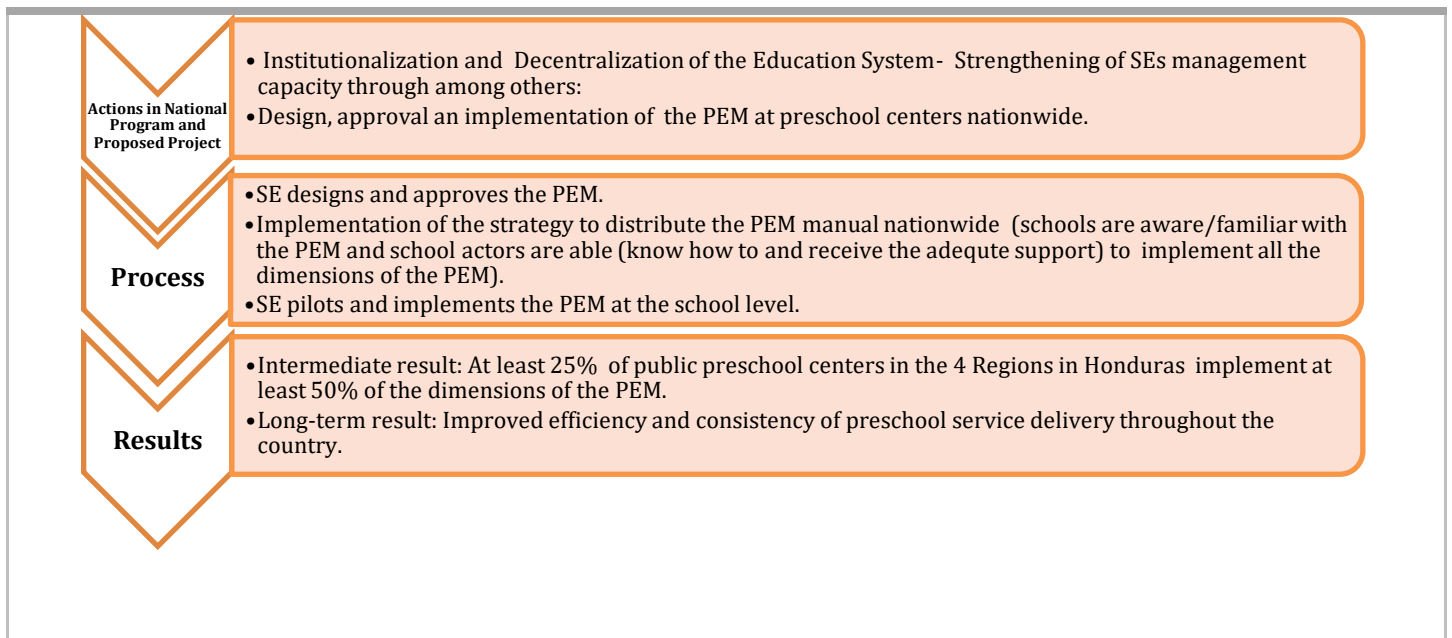 Actions in National
Program and
Proposed Project
• Institutionalization and Decentralization of the Education System- Strengthening of SEs management
capacity through among others:
•Design, approval an implementation of the PEM at preschool centers nationwide.
Process
•SE designs and approves the PEM.
•Implementation of the strategy to distribute the PEM manual nationwide (schools are aware/familiar with
the PEM and school actors are able (know how to and receive the adequte support) to implement all the
dimensions of the PEM).
•SE pilots and implements the PEM at the school level.
Results
•Intermediate result: At least 25% of public preschool centers in the 4 Regions in Honduras implement at
least 50% of the dimensions of the PEM.
•Long-term result: Improved efficiency and consistency of preschool service delivery throughout the
country.